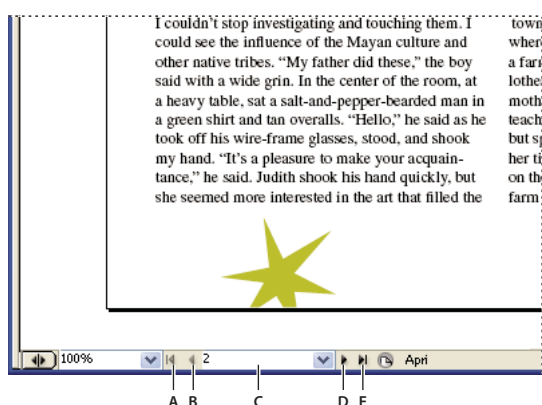 I couldn’t stop investigating and touching them. I
could see the influence of the Mayan culture and
other native tribes. “My father did these,” the boy
said with a wide grin. In the center of the room, at
a heavy table, sat a salt-and-pepper-bearded man in
a green shirt and tan overalls. “Hello,” he said as he
took off his wire-frame glasses, stood, and shook
my hand. “It’s a pleasure to make your acquain-
tance,” he said. Judith shook his hand quickly, but
she seemed more interested in the art that filled the
town
wher
a far
lothe
moth
teach
but s
her ti
on th
farm
100%
2
Apri
A B C D E